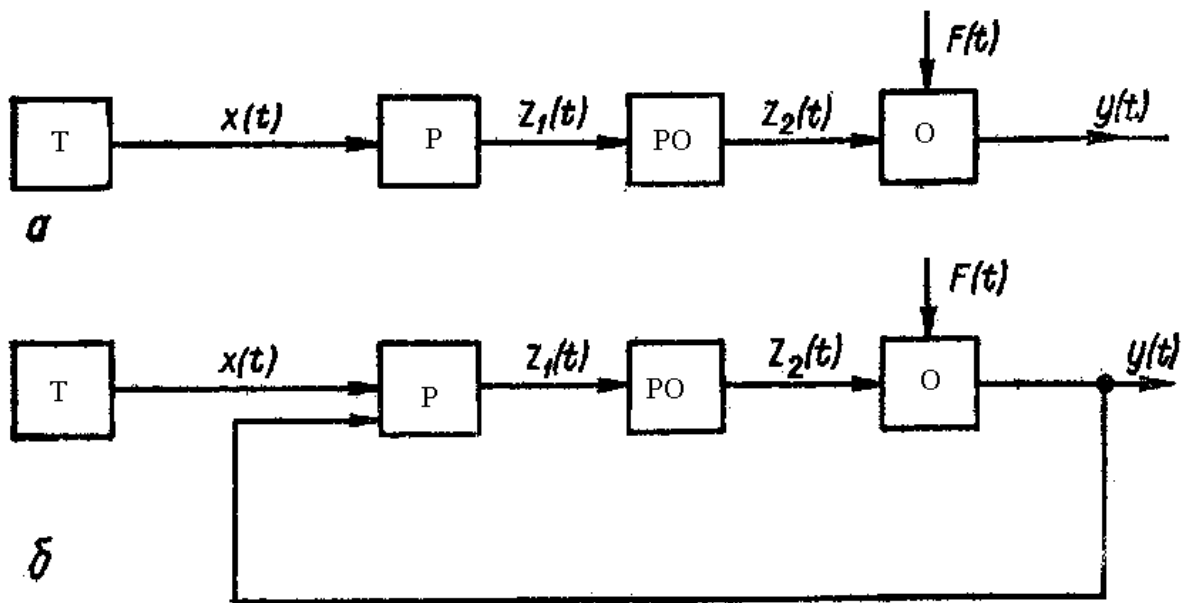 F(t)
T x(t) P Z₁(t) PO Z₂(t) O y(t)
а
F(t)
T x(t) P Z₁(t) PO Z₂(t) O y(t)
б